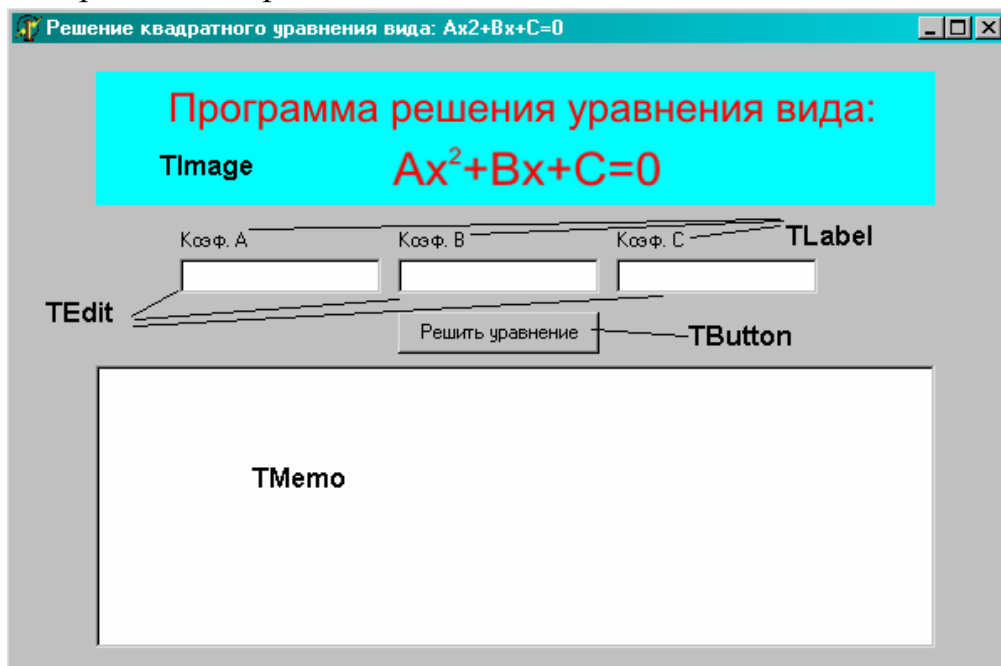 Решение квадратного уравнения вида: Ax2+Bx+C=0
Программа решения уравнения вида:
TImage Ax²+Bx+C=0
Коэф. A Коэф. B Коэф. C TLabel
TEdit
Решить уравнение TButton
TMemo